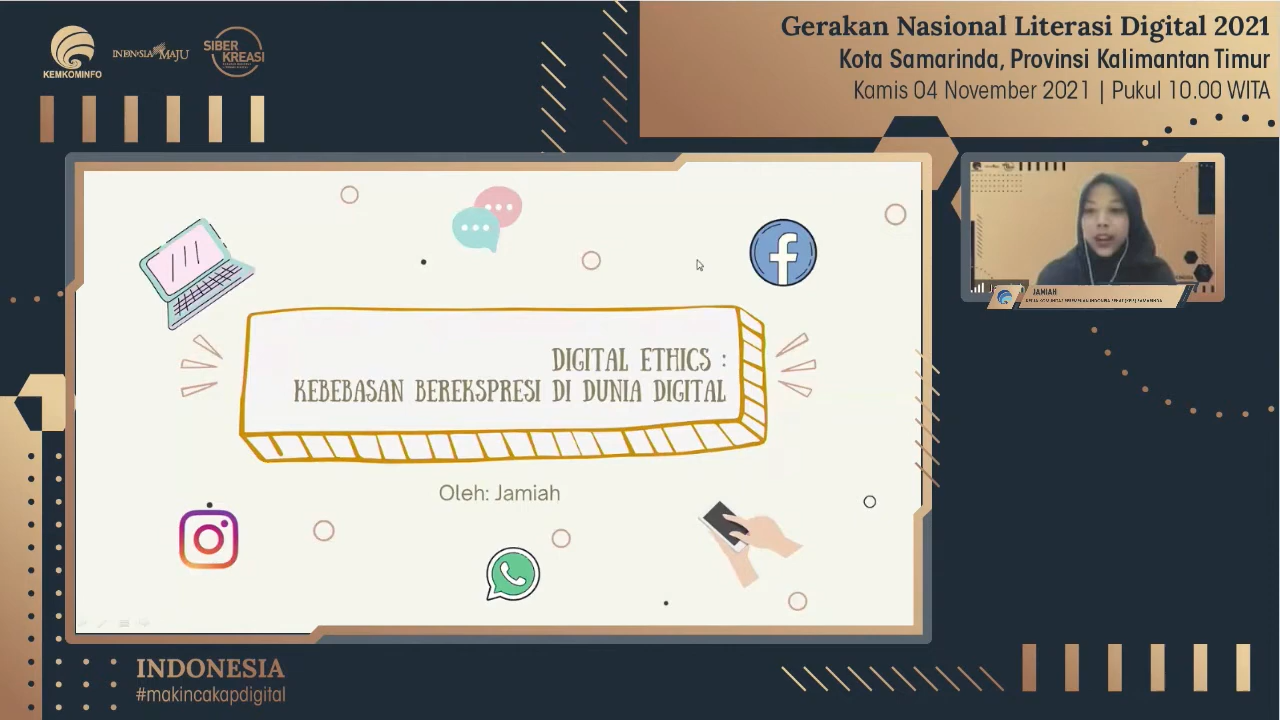 KEMKOMINFO
INDONESIA MAJU
SIBER
KREASI
Gerakan Nasional Literasi Digital 2021
Kota Samarinda, Provinsi Kalimantan Timur
Kamis 04 November 2021 | Pukul 10.00 WITA
DIGITAL ETHICS :
KEBEBASAN BEREKSPRESI DI DUNIA DIGITAL
Oleh: Jamiah
JAMIAH
INDONESIA
#makincakapdigital